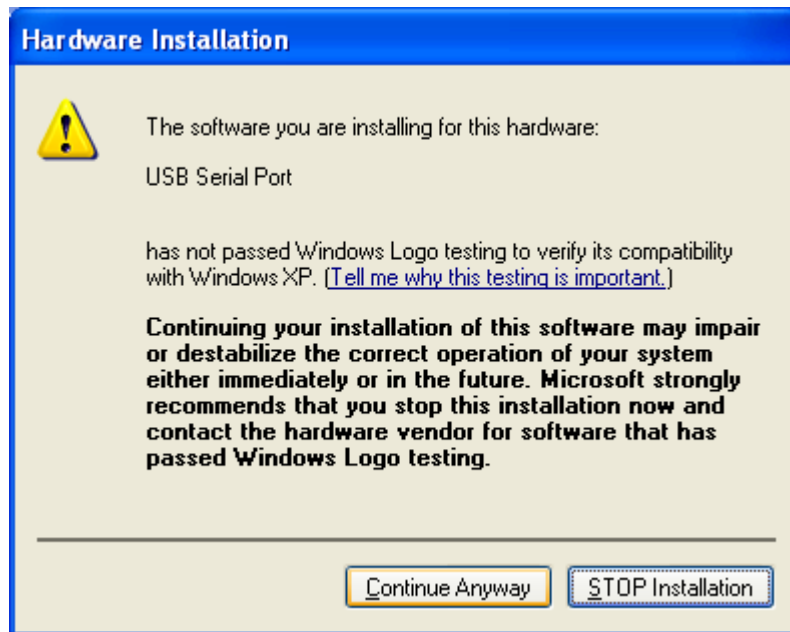 Hardware Installation
The software you are installing for this hardware:
USB Serial Port
has not passed Windows Logo testing to verify its compatibility
with Windows XP. (Tell me why this testing is important.)
Continuing your installation of this software may impair
or destabilize the correct operation of your system
either immediately or in the future. Microsoft strongly
recommends that you stop this installation now and
contact the hardware vendor for software that has
passed Windows Logo testing.
Continue Anyway
STOP Installation